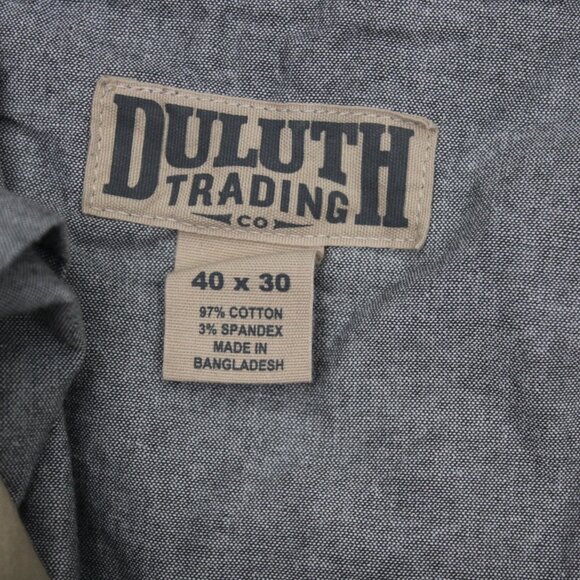 DULUTH
TRADING
CO
40 x 30
97% COTTON
3% SPANDEX
MADE IN
BANGLADESH